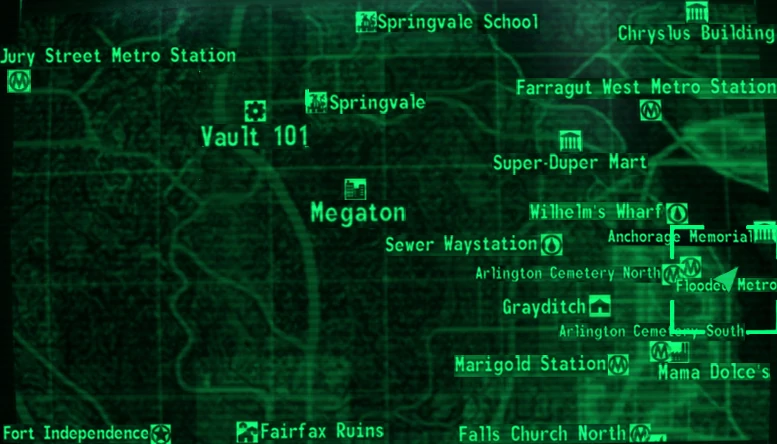 Springvale School
Chryslus Building
Jury Street Metro Station
Farragut West Metro Station
Springvale
Vault 101
Super-Duper Mart
Megaton
Wilhelm's Wharf
Anchorage Memorial
Sewer Waystation
Arlington Cemetery North
Flooded Metro
Grayditch
Arlington Cemetery South
Marigold Station
Mama Dolce's
Fort Independence
Fairfax Ruins
Falls Church North